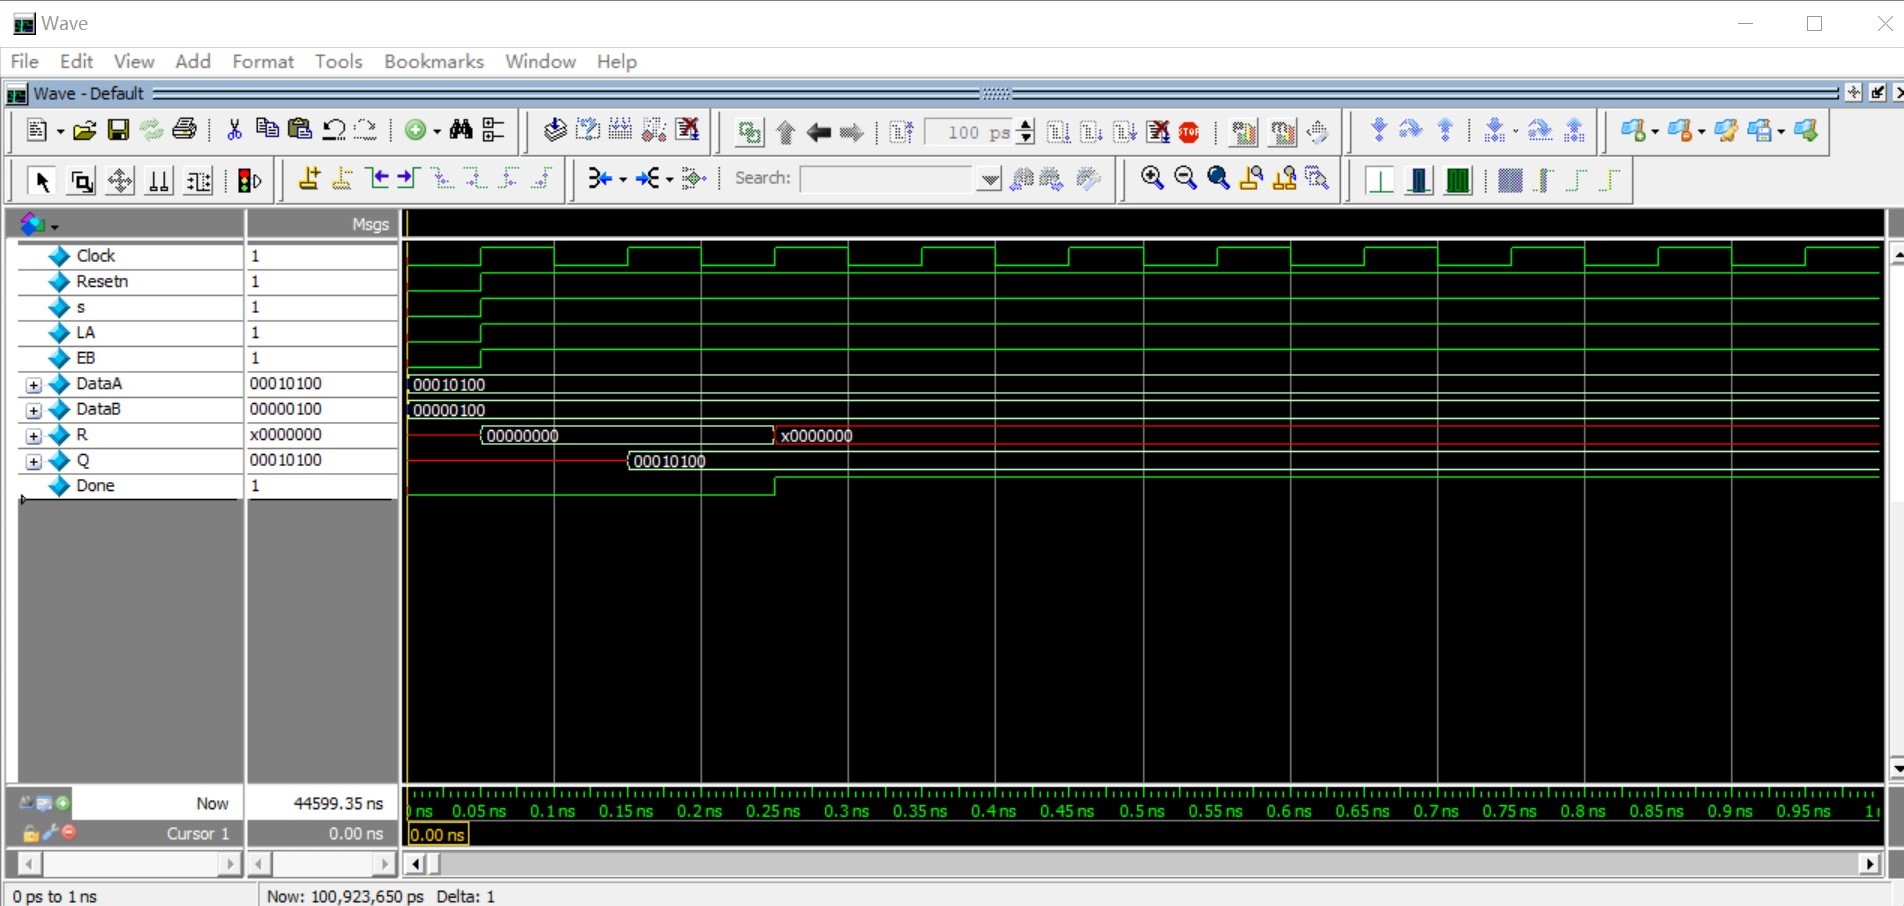 Wave
File Edit View Add Format Tools Bookmarks Window Help
Wave - Default
100 ps STOP
Search:
Msgs
Clock 1
Resetn 1
s 1
LA 1
EB 1
DataA 00010100 00010100
DataB 00000100 00000100
R x0000000 00000000 x0000000
Q 00010100 00010100
Done 1
Now 44599.35 ns ns 0.05 ns 0.1 ns 0.15 ns 0.2 ns 0.25 ns 0.3 ns 0.35 ns 0.4 ns 0.45 ns 0.5 ns 0.55 ns 0.6 ns 0.65 ns 0.7 ns 0.75 ns 0.8 ns 0.85 ns 0.9 ns 0.95 ns
Cursor 1 0.00 ns 0.00 ns
0 ps to 1 ns Now: 100,923,650 ps Delta: 1